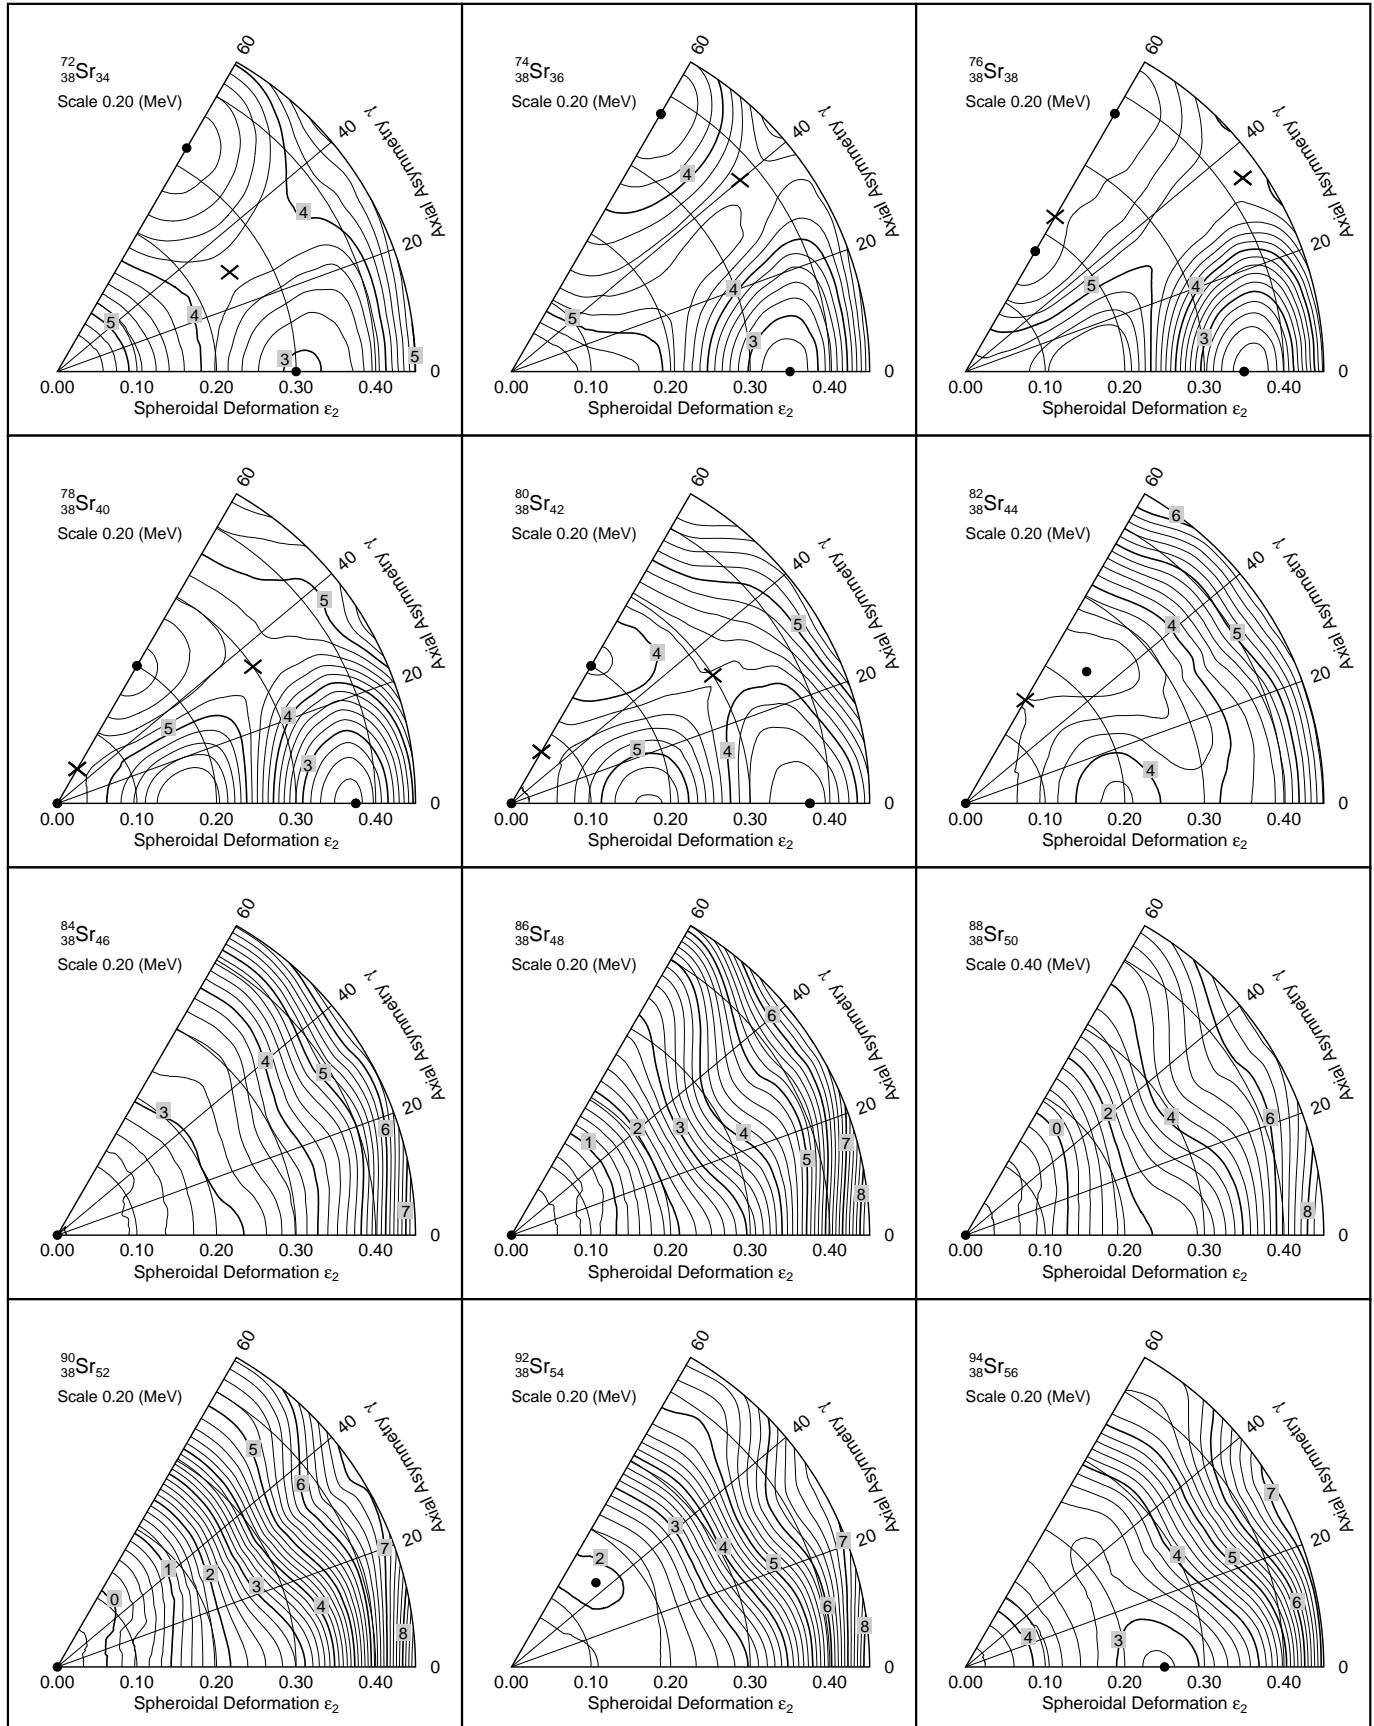 72 38Sr34
Scale 0.20 (MeV)
60
40
Axial Asymmetry γ
20
0
4
5
4
3
5
0.00 0.10 0.20 0.30 0.40
Spheroidal Deformation ε2
74 38Sr36
Scale 0.20 (MeV)
60
40
Axial Asymmetry γ
20
0
4
4
5
3
0.00 0.10 0.20 0.30 0.40
Spheroidal Deformation ε2
76 38Sr38
Scale 0.20 (MeV)
60
40
Axial Asymmetry γ
20
0
5
4
3
0.00 0.10 0.20 0.30 0.40
Spheroidal Deformation ε2
78 38Sr40
Scale 0.20 (MeV)
60
40
Axial Asymmetry γ
20
0
5
4
5
3
0.00 0.10 0.20 0.30 0.40
Spheroidal Deformation ε2
80 38Sr42
Scale 0.20 (MeV)
60
40
Axial Asymmetry γ
20
0
5
4
5
4
0.00 0.10 0.20 0.30 0.40
Spheroidal Deformation ε2
82 38Sr44
Scale 0.20 (MeV)
60
40
Axial Asymmetry γ
20
0
6
4
5
4
0.00 0.10 0.20 0.30 0.40
Spheroidal Deformation ε2
84 38Sr46
Scale 0.20 (MeV)
60
40
Axial Asymmetry γ
20
0
4
5
3
6
7
0.00 0.10 0.20 0.30 0.40
Spheroidal Deformation ε2
86 38Sr48
Scale 0.20 (MeV)
60
40
Axial Asymmetry γ
20
0
6
1
2
3
4
5
7
8
0.00 0.10 0.20 0.30 0.40
Spheroidal Deformation ε2
88 38Sr50
Scale 0.40 (MeV)
60
40
Axial Asymmetry γ
20
0
0
2
4
6
8
0.00 0.10 0.20 0.30 0.40
Spheroidal Deformation ε2
90 38Sr52
Scale 0.20 (MeV)
60
40
Axial Asymmetry γ
20
0
5
6
7
1
2
3
0
4
8
0.00 0.10 0.20 0.30 0.40
Spheroidal Deformation ε2
92 38Sr54
Scale 0.20 (MeV)
60
40
Axial Asymmetry γ
20
0
3
7
4
2
5
6
8
0.00 0.10 0.20 0.30 0.40
Spheroidal Deformation ε2
94 38Sr56
Scale 0.20 (MeV)
60
40
Axial Asymmetry γ
20
0
7
4
5
6
4
3
0.00 0.10 0.20 0.30 0.40
Spheroidal Deformation ε2